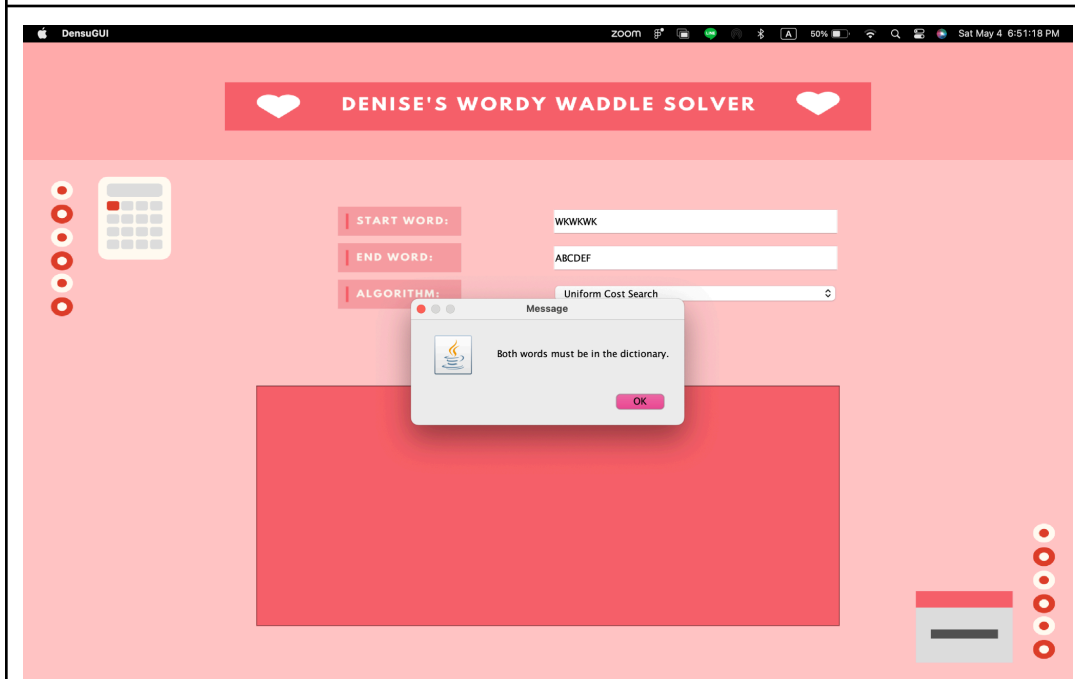 DensuGUI zoom A 50% Sat May 4 6:51:18 PM
DENISE'S WORDY WADDLE SOLVER
START WORD: WKWKWK
END WORD: ABCDEF
ALGORITHM: Uniform Cost Search
Message
Both words must be in the dictionary.
OK